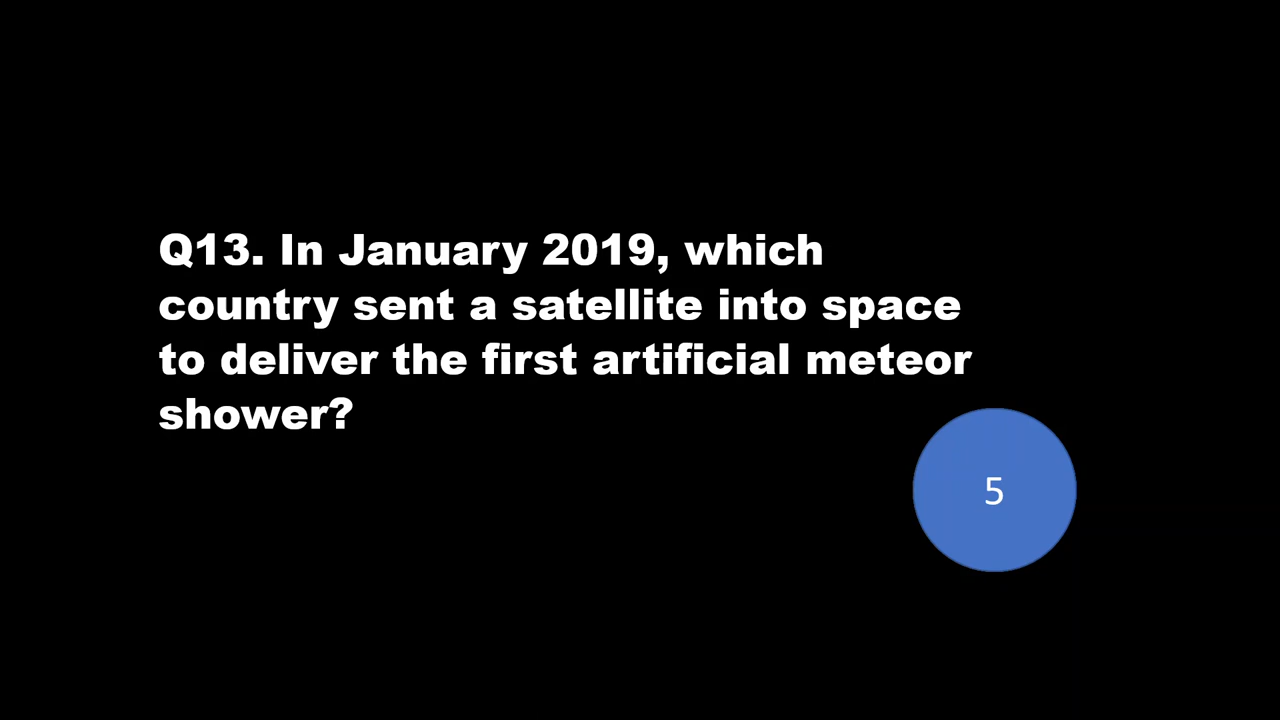 Q13. In January 2019, which
country sent a satellite into space
to deliver the first artificial meteor
shower?
5